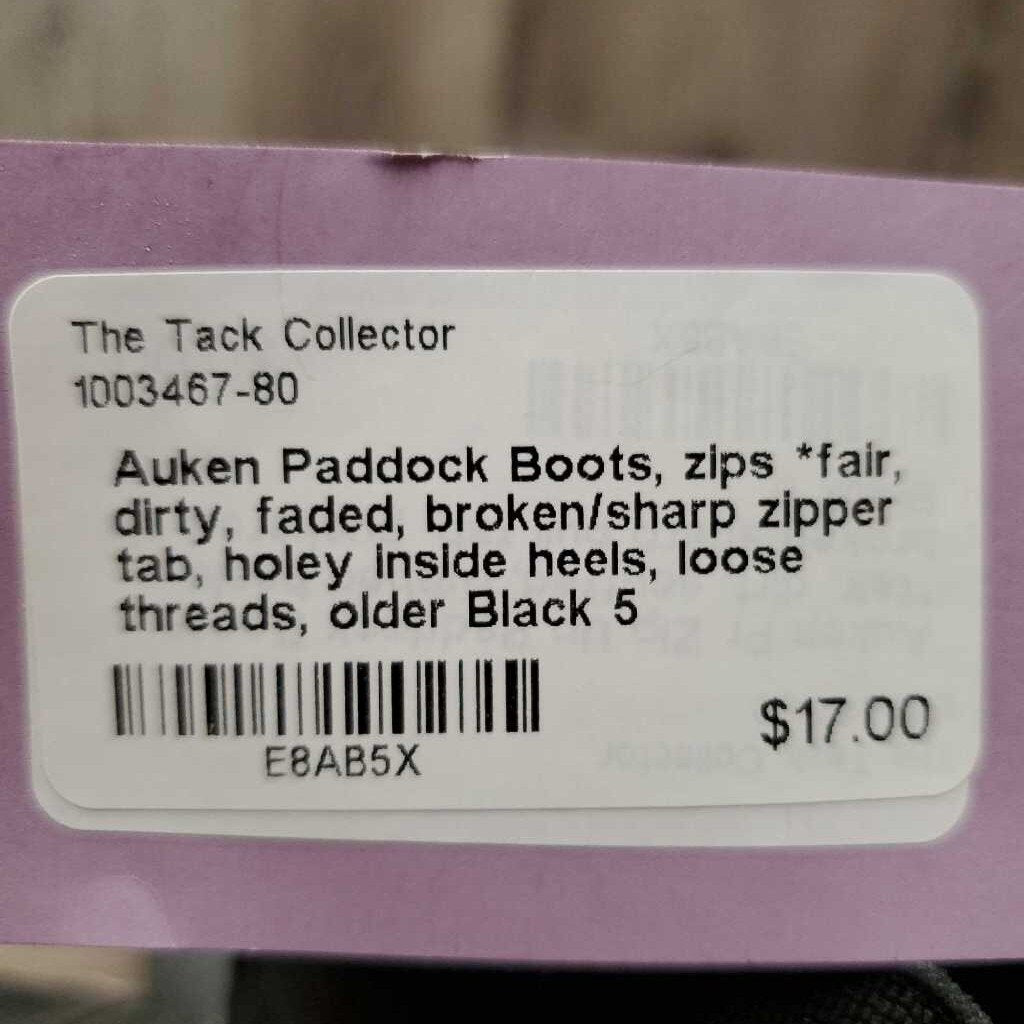 The Tack Collector
1003467-80
Auken Paddock Boots, zips *fair,
dirty, faded, broken/sharp zipper
tab, holey inside heels, loose
threads, older Black 5
E8AB5X
$17.00